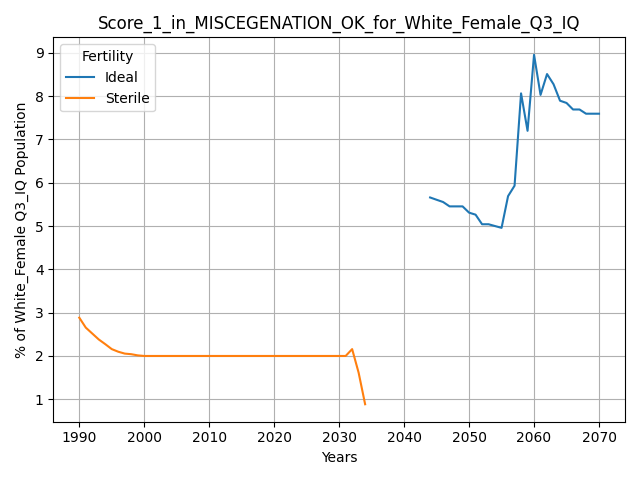 Score_1_in_MISCEGENATION_OK_for_White_Female_Q3_IQ
Fertility
Ideal
Sterile
% of White_Female Q3_IQ Population
9
8
7
6
5
4
3
2
1
1990 2000 2010 2020 2030 2040 2050 2060 2070
Years